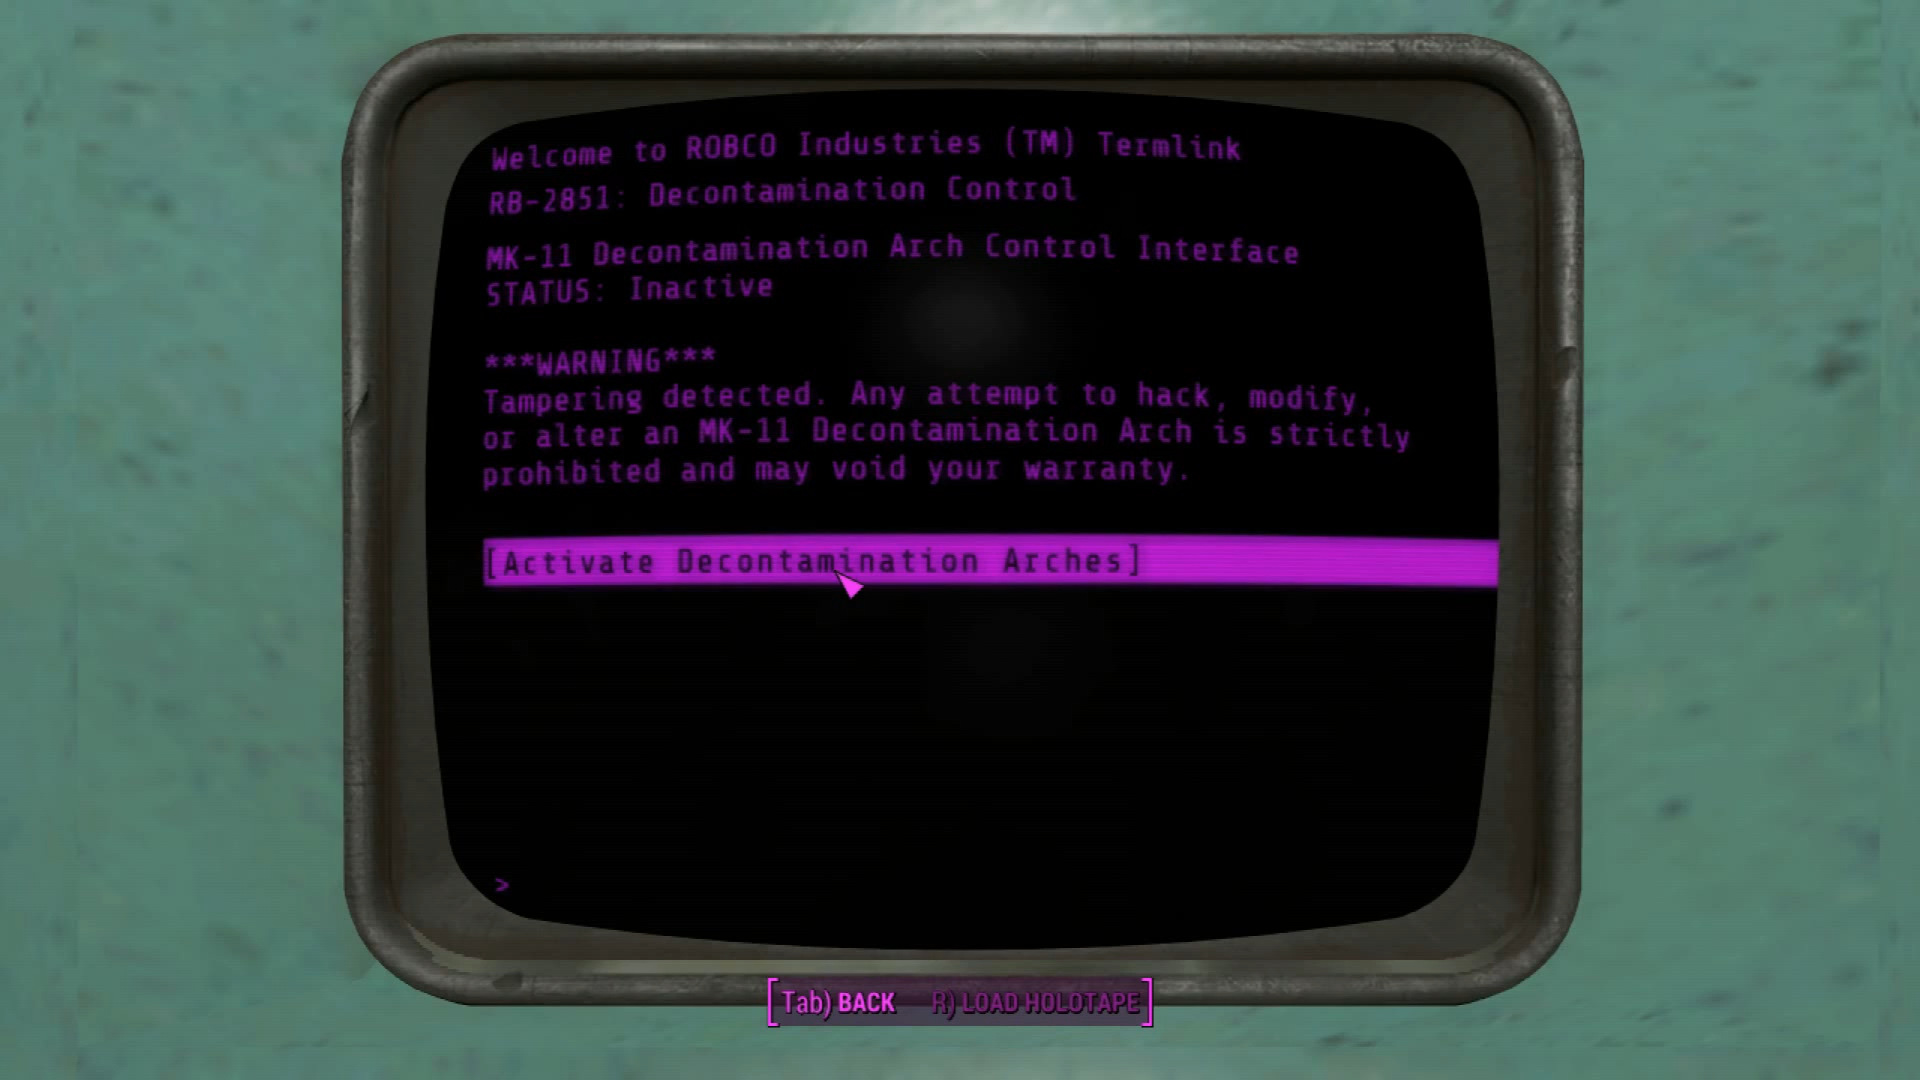 Welcome to ROBCO Industries (TM) Termlink
RB-2851: Decontamination Control
MK-11 Decontamination Arch Control Interface
STATUS: Inactive
***WARNING***
Tampering detected. Any attempt to hack, modify,
or alter an MK-11 Decontamination Arch is strictly
prohibited and may void your warranty.
[Activate Decontamination Arches]
>
[Tab) BACK R) LOAD HOLOTAPE]